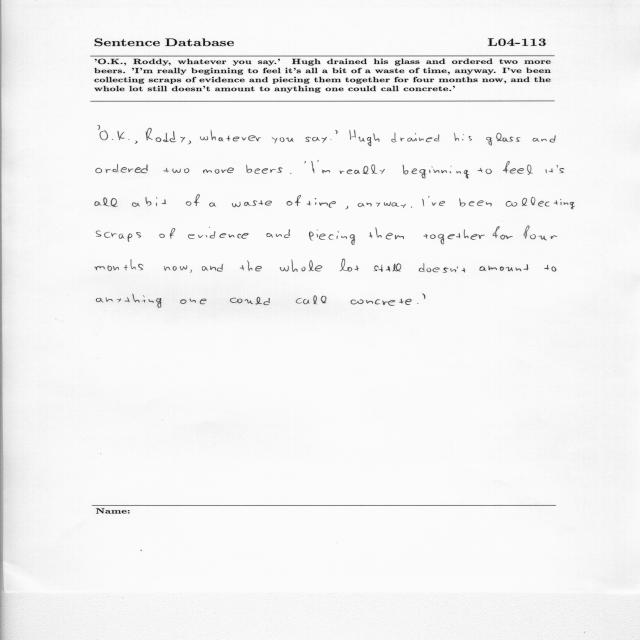 Sentence Database L04-113
'O.K., Roddy, whatever you say.' Hugh drained his glass and ordered two more
beers. 'I'm really beginning to feel it's all a bit of a waste of time, anyway. I've been
collecting scraps of evidence and piecing them together for four months now, and the
whole lot still doesn't amount to anything one could call concrete.'
'O.K., Roddy, whatever you say.' Hugh drained his glass and
ordered two more beers. 'I'm really beginning to feel it's
all a bit of a waste of time, anyway. I've been collecting
scraps of evidence and piecing them together for four
months now, and the whole lot still doesn't amount to
anything one could call concrete.'
Name: